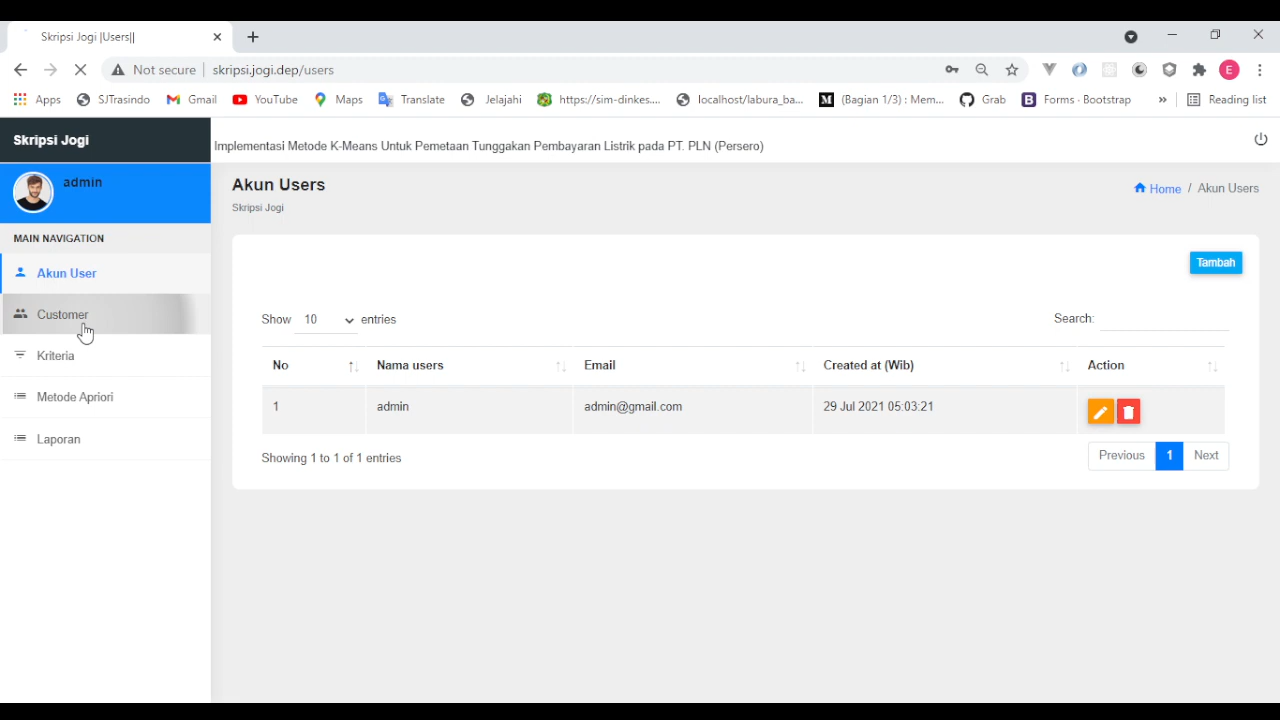 Skripsi Jogi |Users||
Not secure | skripsi.jogi.dep/users
E
Apps SJTrasindo Gmail YouTube Maps Translate Jelajahi https://sim-dinkes.... localhost/labura_ba... (Bagian 1/3) : Mem... Grab Forms · Bootstrap » Reading list
Skripsi Jogi
Implementasi Metode K-Means Untuk Pemetaan Tunggakan Pembayaran Listrik pada PT. PLN (Persero)
admin
MAIN NAVIGATION
Akun User
Customer
Kriteria
Metode Apriori
Laporan
Akun Users
Skripsi Jogi
Home / Akun Users
Tambah
Show 10 entries
Search:
No Nama users Email Created at (Wib) Action
1 admin admin@gmail.com 29 Jul 2021 05:03:21
Showing 1 to 1 of 1 entries
Previous 1 Next